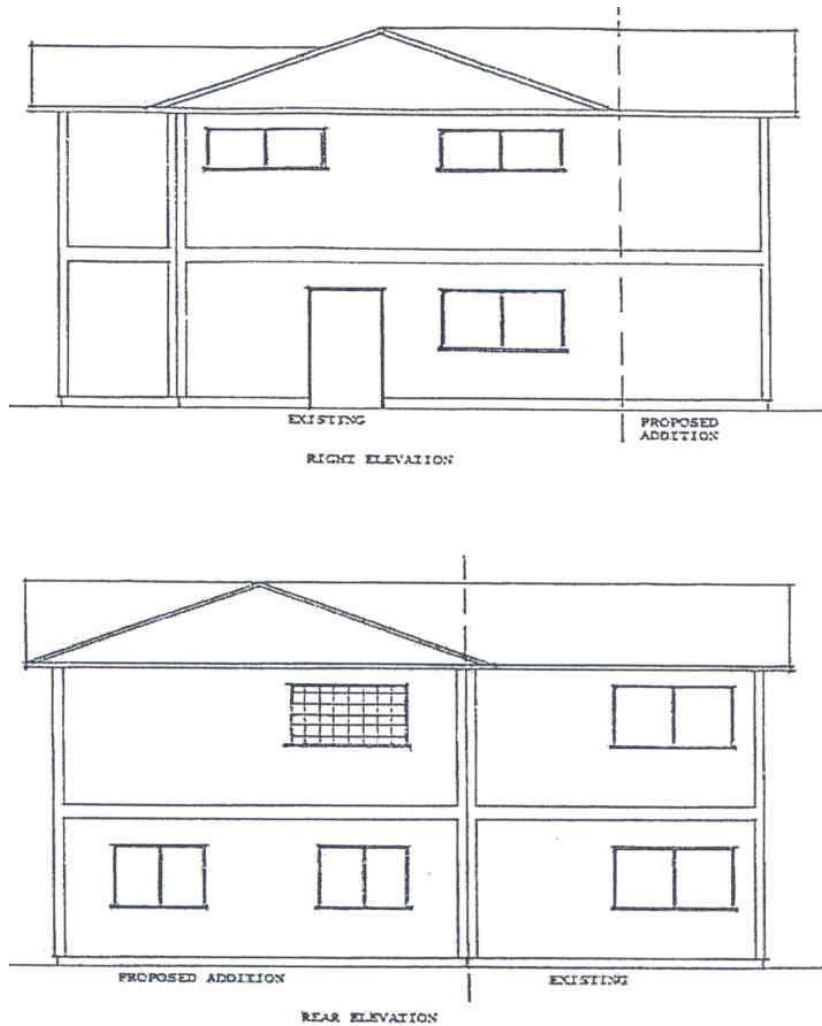 EXISTING
PROPOSED
ADDITION
RIGHT ELEVATION
PROPOSED ADDITION
EXISTING
REAR ELEVATION